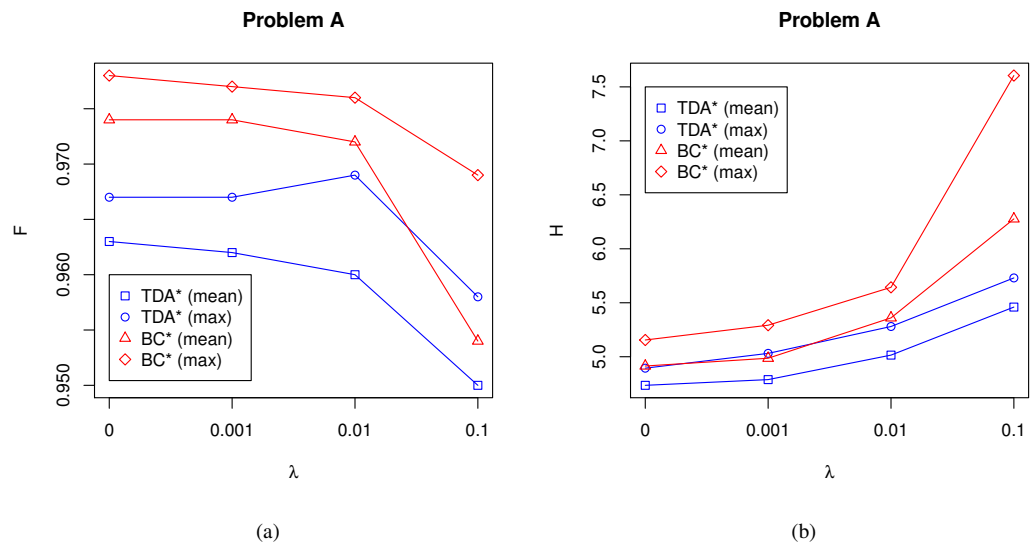 Problem A
F
0.970
0.960
0.950
TDA* (mean)
TDA* (max)
BC* (mean)
BC* (max)
0 0.001 0.01 0.1
λ
(a)
Problem A
H
7.5
7.0
6.5
6.0
5.5
5.0
TDA* (mean)
TDA* (max)
BC* (mean)
BC* (max)
0 0.001 0.01 0.1
λ
(b)